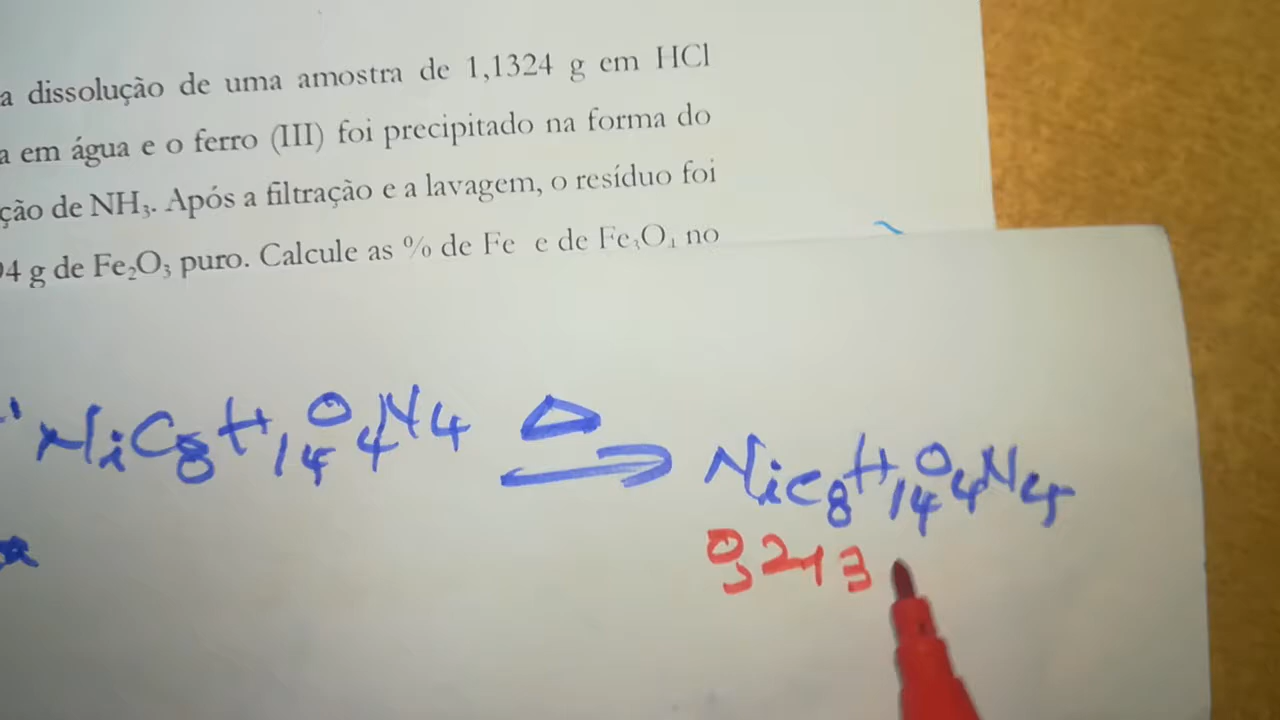 a dissolução de uma amostra de 1,1324 g em HCl
a em água e o ferro (III) foi precipitado na forma do
ção de NH₃. Após a filtração e a lavagem, o resíduo foi
94 g de Fe₂O₃ puro. Calcule as % de Fe e de Fe₃O₄ no
NiC₈H₁₄O₄N₄ Δ → NiC₈H₁₄O₄N₄
0,213